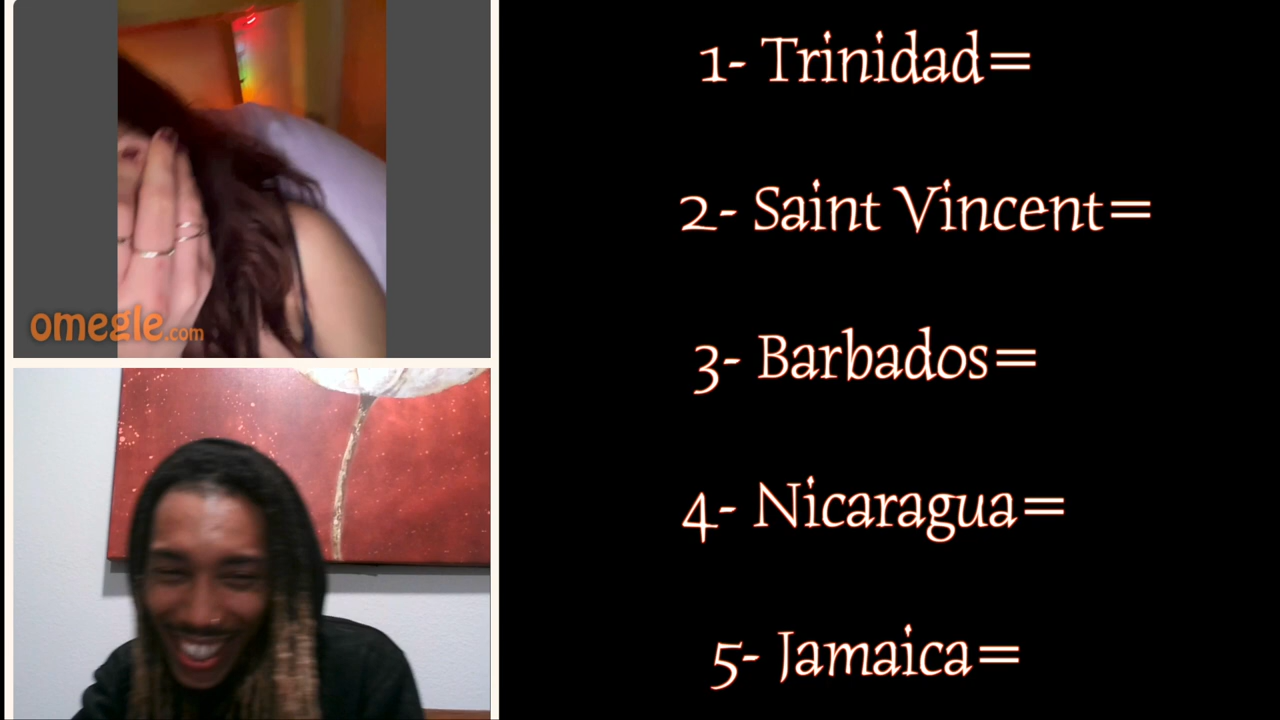 omegle.com
1- Trinidad=
2- Saint Vincent=
3- Barbados=
4- Nicaragua=
5- Jamaica=